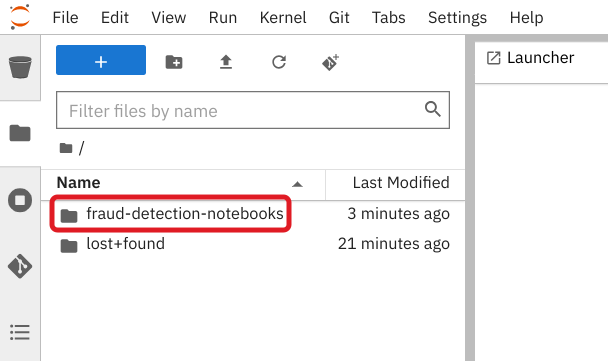 File Edit View Run Kernel Git Tabs Settings Help
+
Launcher
Filter files by name
/
Name Last Modified
fraud-detection-notebooks 3 minutes ago
lost+found 21 minutes ago